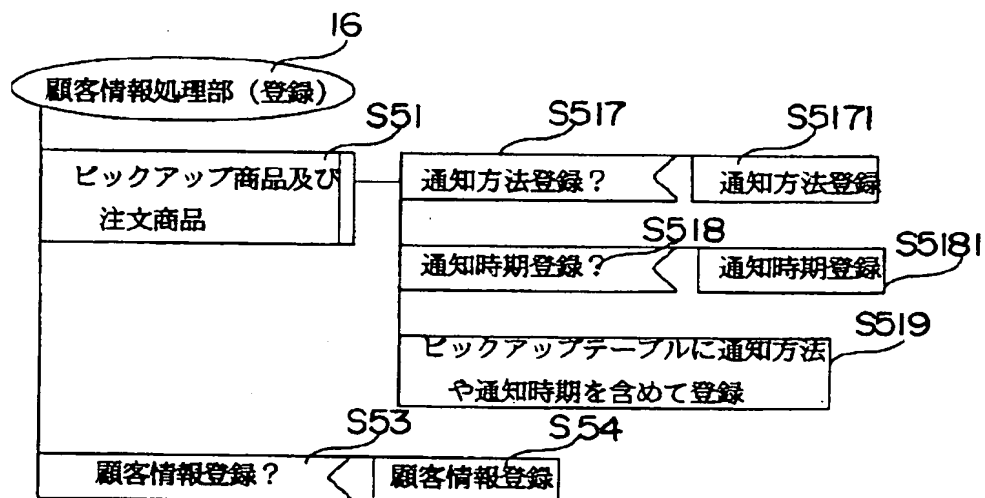 16
顧客情報処理部（登録）
S51
S517
S5171
ピックアップ商品及び
注文商品
通知方法登録？
通知方法登録
S518
S5181
通知時期登録？
通知時期登録
S519
ピックアップテーブルに通知方法
や通知時期を含めて登録
S53
S54
顧客情報登録？
顧客情報登録